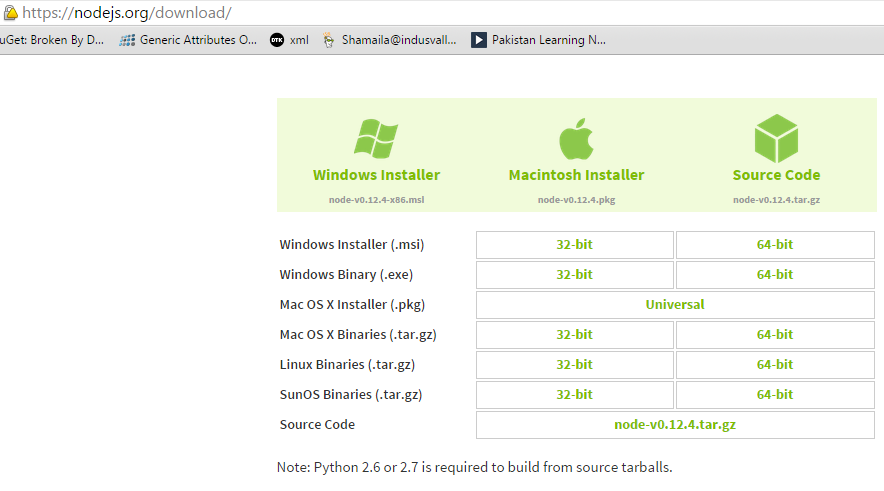 https://nodejs.org/download/
uGet: Broken By D... Generic Attributes O... DTK xml Shamaila@indusvall... Pakistan Learning N...
Windows Installer Macintosh Installer Source Code
node-v0.12.4-x86.msi node-v0.12.4.pkg node-v0.12.4.tar.gz
Windows Installer (.msi) 32-bit 64-bit
Windows Binary (.exe) 32-bit 64-bit
Mac OS X Installer (.pkg) Universal
Mac OS X Binaries (.tar.gz) 32-bit 64-bit
Linux Binaries (.tar.gz) 32-bit 64-bit
SunOS Binaries (.tar.gz) 32-bit 64-bit
Source Code node-v0.12.4.tar.gz
Note: Python 2.6 or 2.7 is required to build from source tarballs.